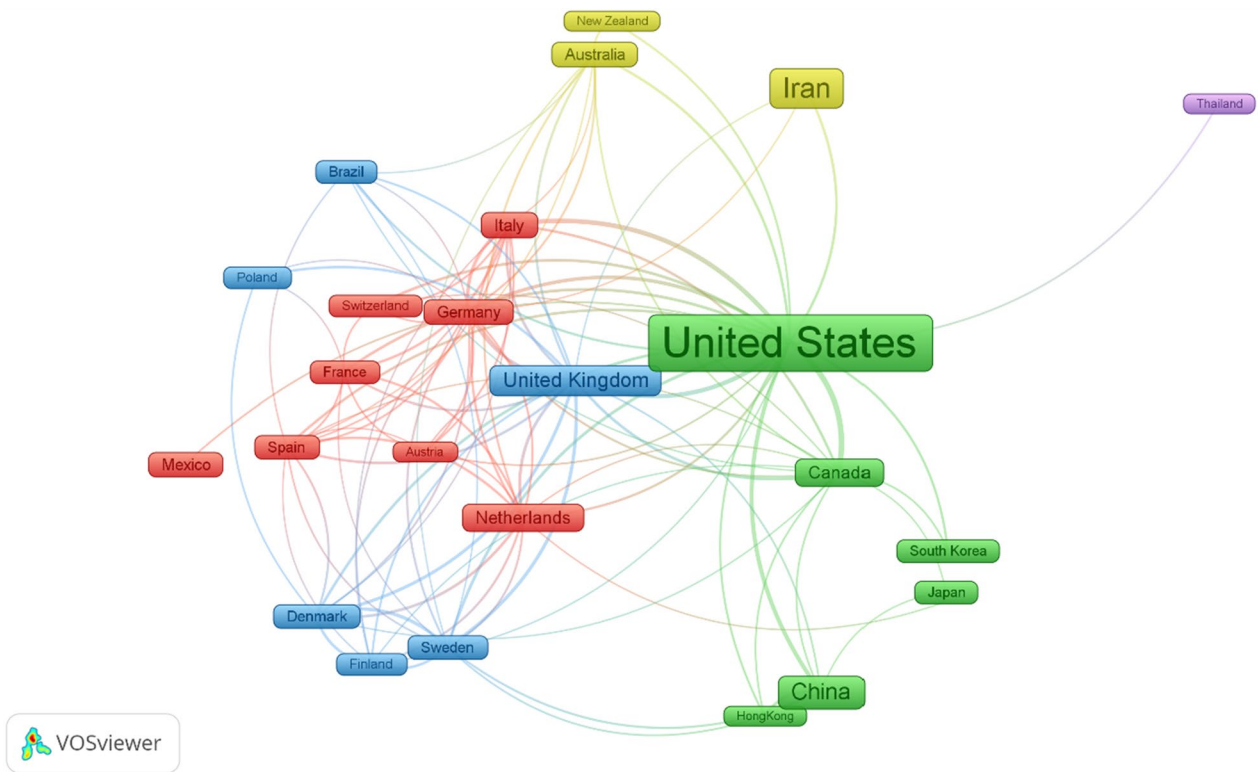 New Zealand
Australia
Iran
Thailand
Brazil
Italy
Poland
Switzerland
Germany
United States
France
United Kingdom
Spain
Austria
Mexico
Canada
Netherlands
South Korea
Japan
Denmark
Sweden
Finland
China
HongKong
VOSviewer